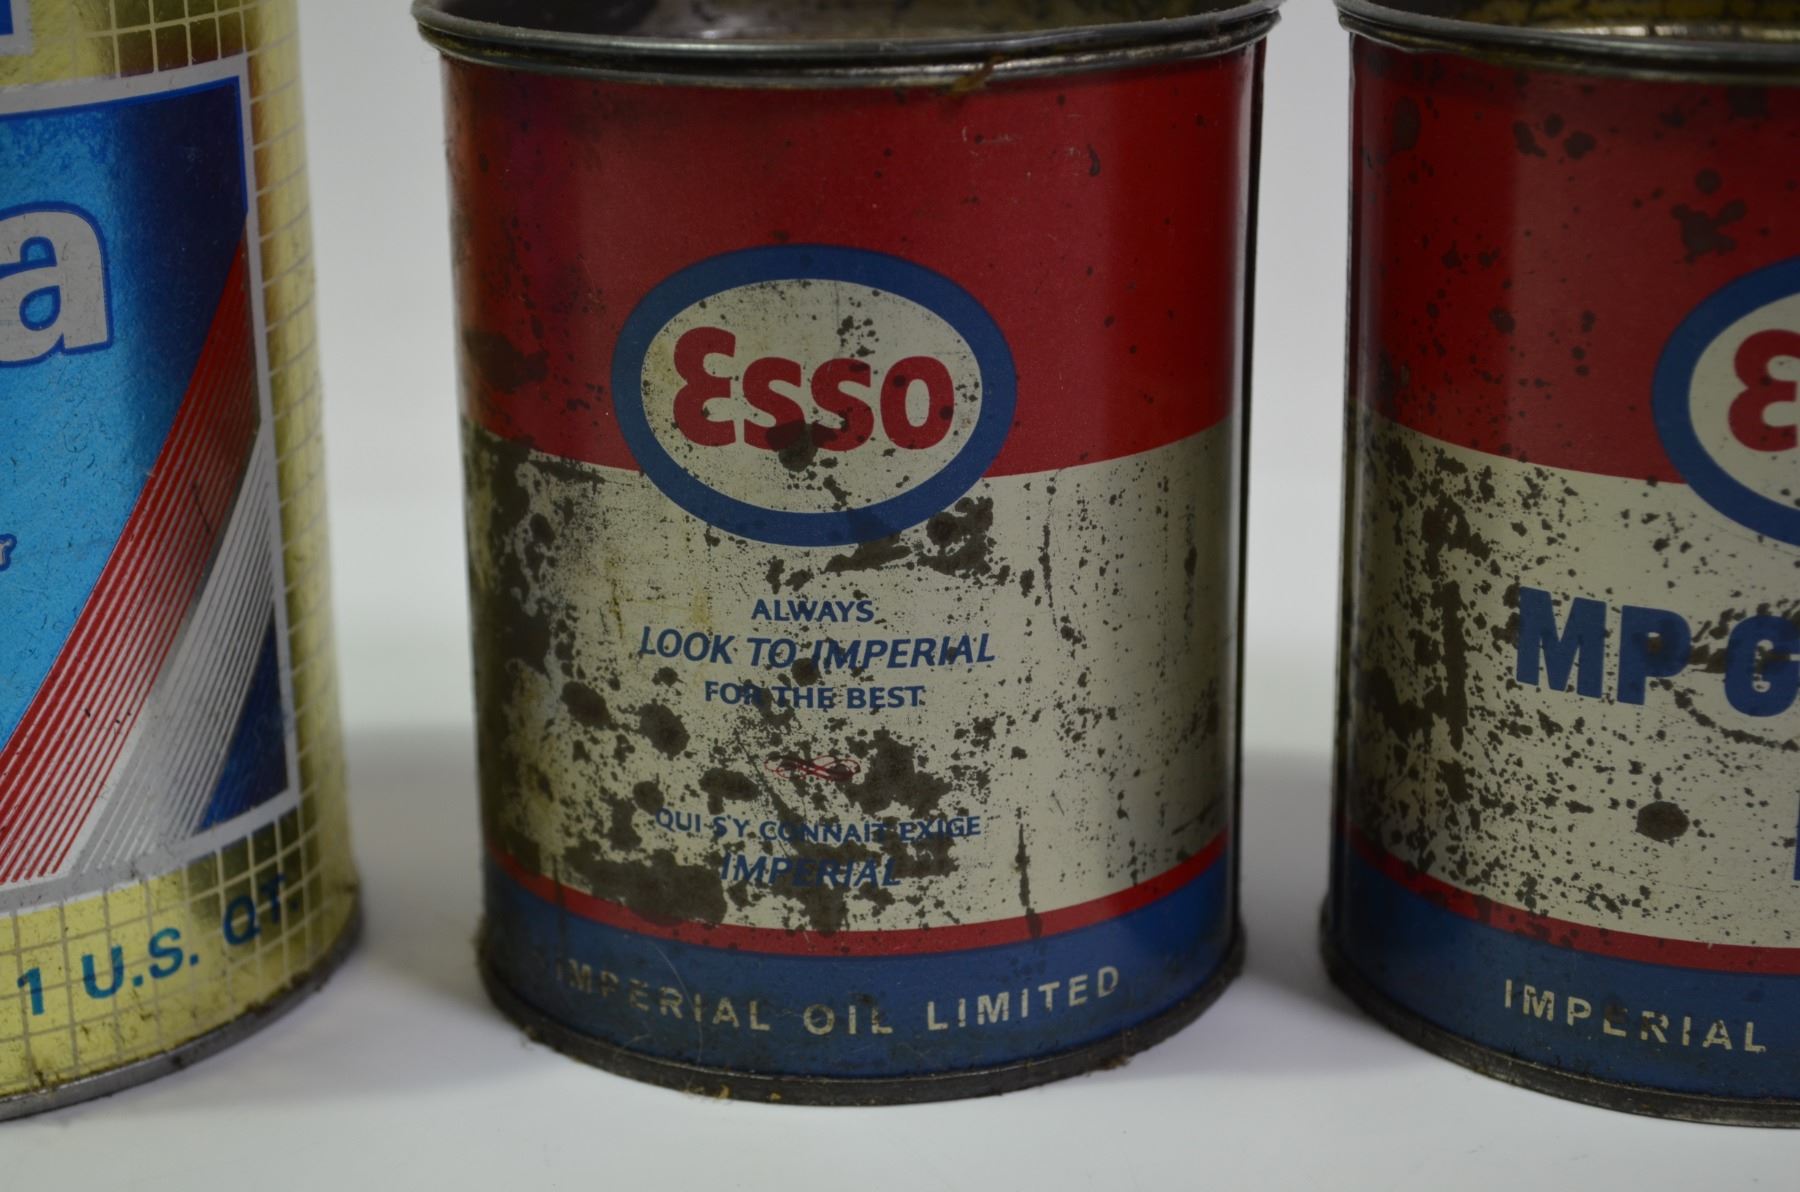 a
r
1 U.S. QT.
Esso
ALWAYS
LOOK TO IMPERIAL
FOR THE BEST
QUI S'Y CONNAIT EXIGE
IMPERIAL
IMPERIAL OIL LIMITED
E
MP G
IMPERIAL